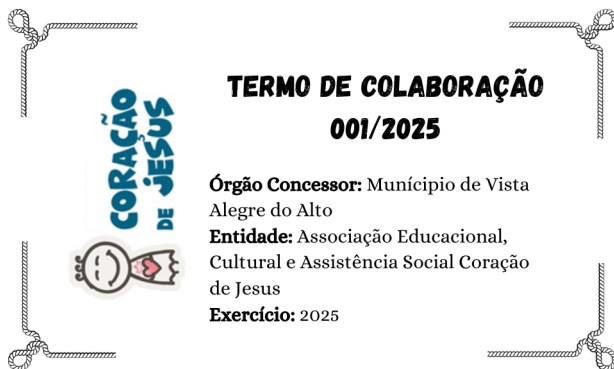 CORAÇÃO
DE JESUS
TERMO DE COLABORAÇÃO
001/2025
Órgão Concessor: Munícipio de Vista
Alegre do Alto
Entidade: Associação Educacional,
Cultural e Assistência Social Coração
de Jesus
Exercício: 2025